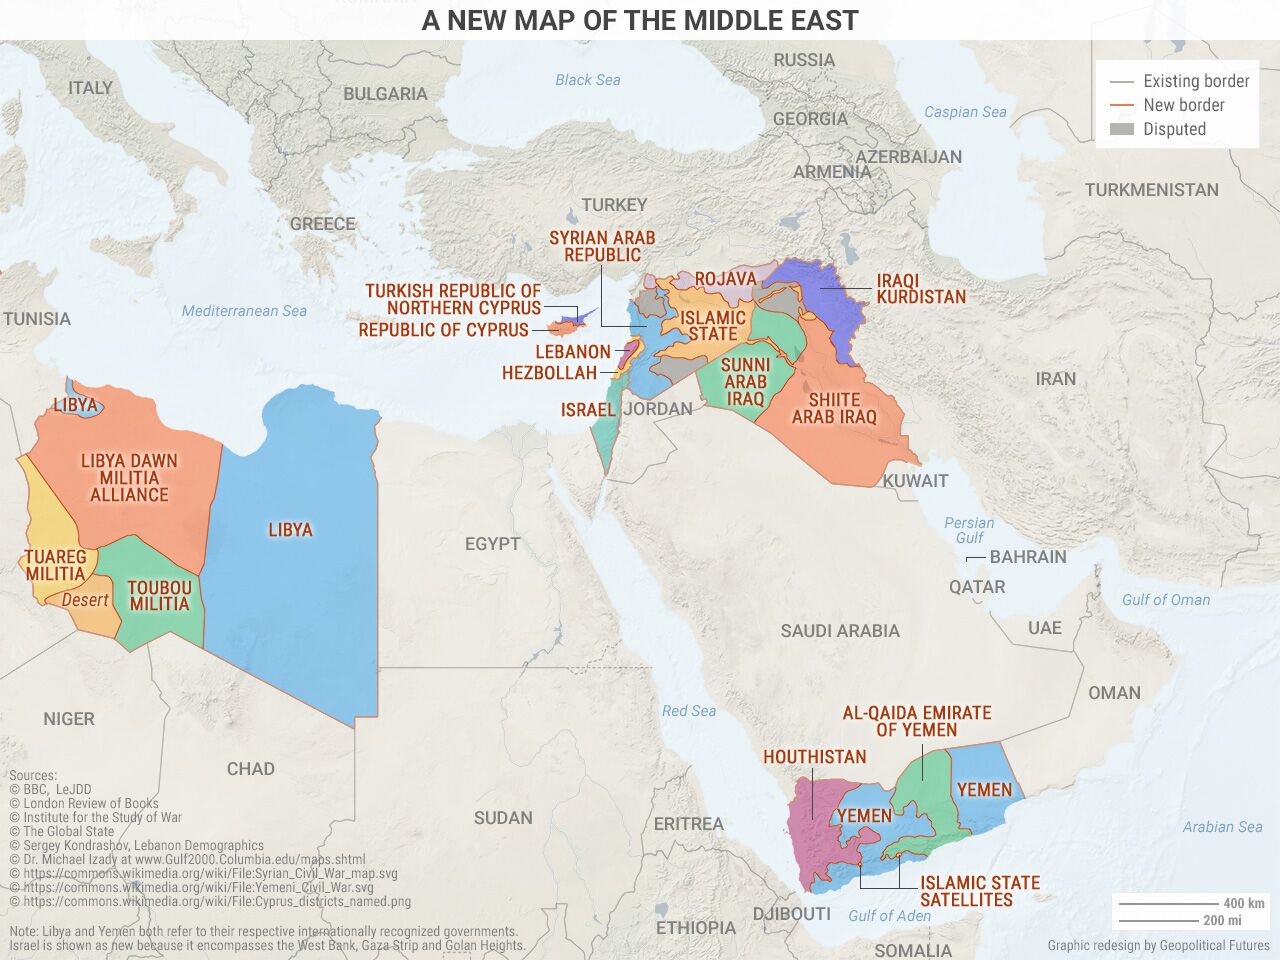 A NEW MAP OF THE MIDDLE EAST
Existing border
New border
Disputed
RUSSIA
Black Sea
ITALY
BULGARIA
Caspian Sea
GEORGIA
AZERBAIJAN
ARMENIA
TURKMENISTAN
TURKEY
GREECE
SYRIAN ARAB
REPUBLIC
ROJAVA
IRAQI
KURDISTAN
TURKISH REPUBLIC OF
NORTHERN CYPRUS
Mediterranean Sea
TUNISIA
REPUBLIC OF CYPRUS
ISLAMIC
STATE
LEBANON
HEZBOLLAH
SUNNI
ARAB
IRAQ
IRAN
SHIITE
ARAB IRAQ
LIBYA
ISRAEL
JORDAN
LIBYA DAWN
MILITIA
ALLIANCE
KUWAIT
LIBYA
Persian
Gulf
EGYPT
BAHRAIN
TUAREG
MILITIA
QATAR
TOUBOU
MILITIA
Desert
Gulf of Oman
SAUDI ARABIA
UAE
OMAN
NIGER
Red Sea
AL-QAIDA EMIRATE
OF YEMEN
HOUTHISTAN
CHAD
YEMEN
YEMEN
SUDAN
ERITREA
Arabian Sea
ISLAMIC STATE
SATELLITES
DJIBOUTI
Gulf of Aden
ETHIOPIA
SOMALIA
Sources:
© BBC, LeJDD
© London Review of Books
© Institute for the Study of War
© The Global State
© Sergey Kondrashov, Lebanon Demographics
© Dr. Michael Izady at www.Gulf2000.Columbia.edu/maps.shtml
© https://commons.wikimedia.org/wiki/File:Syrian_Civil_War_map.svg
© https://commons.wikimedia.org/wiki/File:Yemeni_Civil_War.svg
© https://commons.wikimedia.org/wiki/File:Cyprus_districts_named.png
Note: Libya and Yemen both refer to their respective internationally recognized governments.
Israel is shown as new because it encompasses the West Bank, Gaza Strip and Golan Heights.
400 km
200 mi
Graphic redesign by Geopolitical Futures